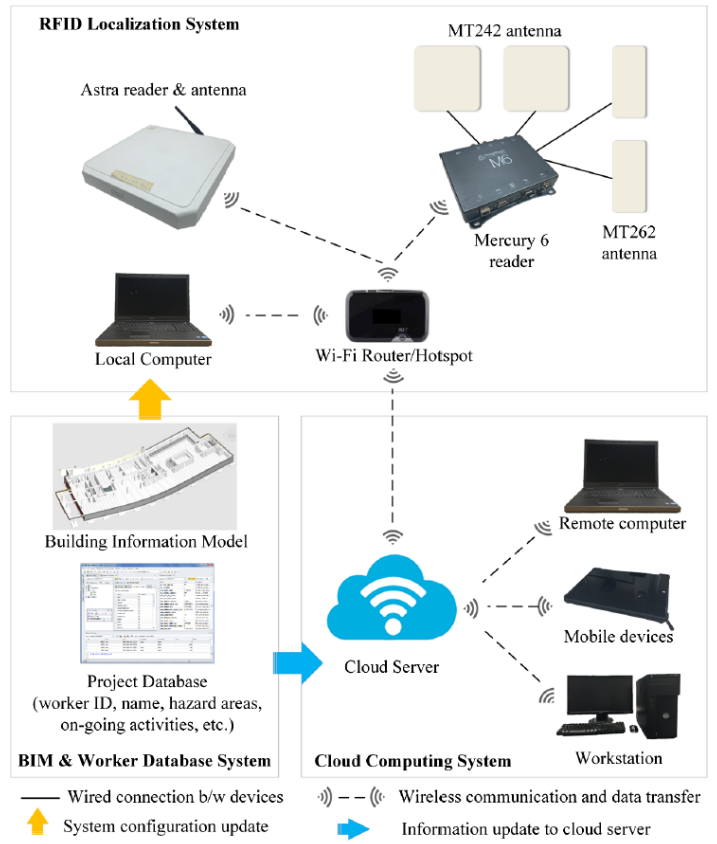 RFID Localization System
MT242 antenna
Astra reader & antenna
M6
Mercury 6
reader
MT262
antenna
Local Computer
Wi-Fi Router/Hotspot
Building Information Model
Remote computer
Mobile devices
Cloud Server
Project Database
(worker ID, name, hazard areas,
on-going activities, etc.)
Workstation
BIM & Worker Database System
Cloud Computing System
Wired connection b/w devices
Wireless communication and data transfer
System configuration update
Information update to cloud server